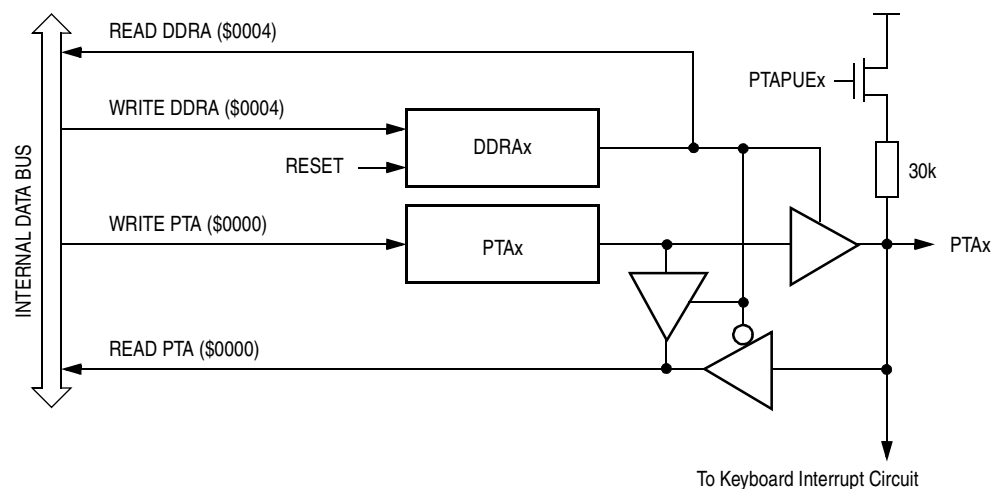 READ DDRA ($0004)
PTAPUEx
WRITE DDRA ($0004)
DDRAx
RESET
30k
WRITE PTA ($0000)
PTAx
PTAx
INTERNAL DATA BUS
READ PTA ($0000)
To Keyboard Interrupt Circuit